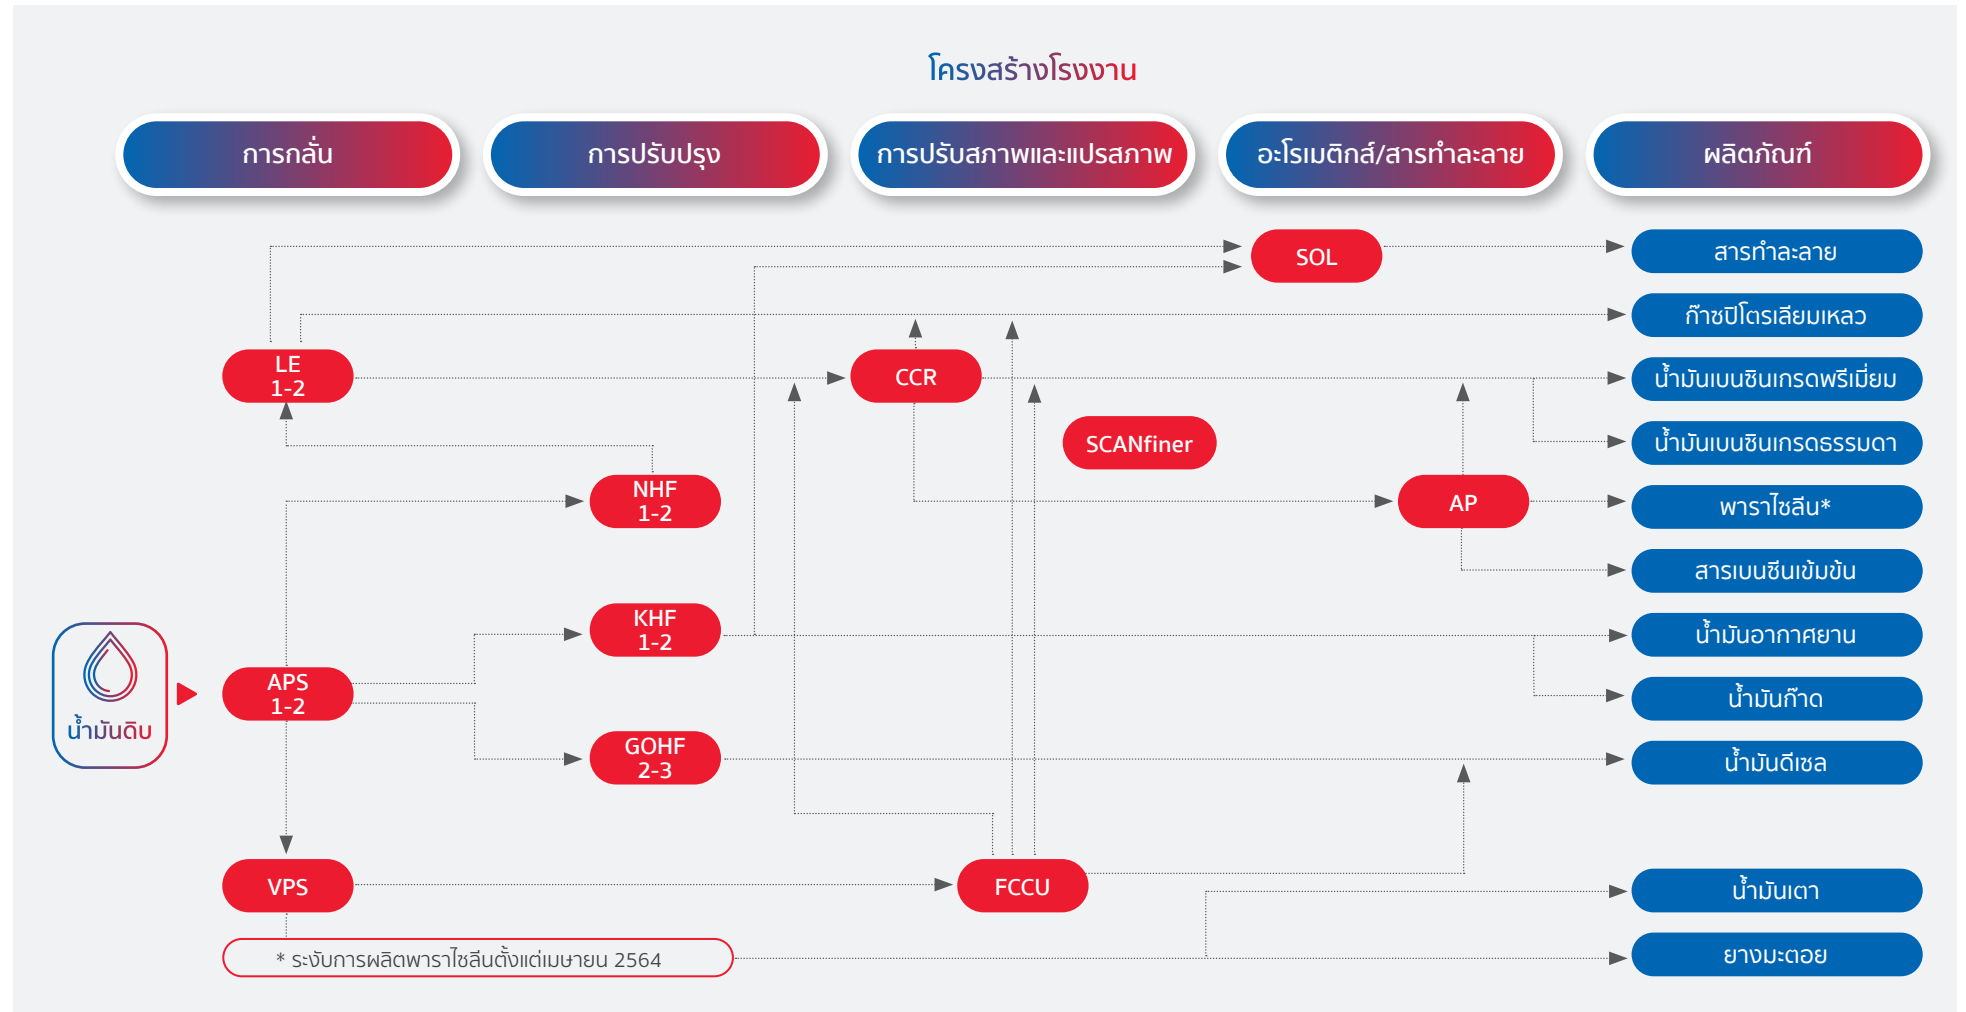 โครงสร้างโรงงาน
การกลั่น
การปรับปรุง
การปรับสภาพและแปรสภาพ
อะโรเมติกส์/สารทำละลาย
ผลิตภัณฑ์
SOL
สารทำละลาย
ก๊าซปิโตรเลียมเหลว
LE
1-2
CCR
น้ำมันเบนซินเกรดพรีเมี่ยม
SCANfiner
น้ำมันเบนซินเกรดธรรมดา
NHF
1-2
AP
พาราไซลีน*
สารเบนซีนเข้มข้น
KHF
1-2
น้ำมันอากาศยาน
น้ำมันดิบ
APS
1-2
น้ำมันก๊าด
GOHF
2-3
น้ำมันดีเซล
VPS
FCCU
น้ำมันเตา
* ระงับการผลิตพาราไซลีนตั้งแต่เมษายน 2564
ยางมะตอย